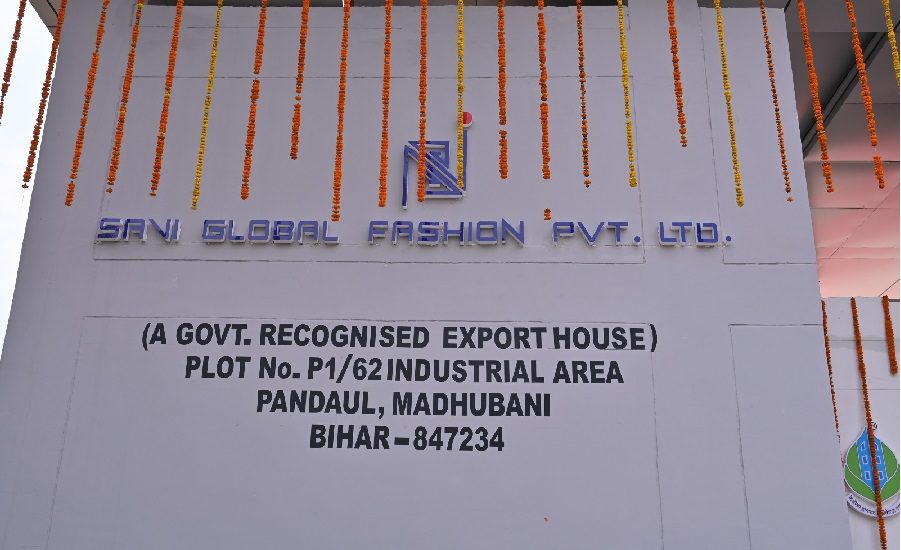 SAVI GLOBAL FASHION PVT. LTD.
(A GOVT. RECOGNISED EXPORT HOUSE)
PLOT No. P1/62 INDUSTRIAL AREA
PANDAUL, MADHUBANI
BIHAR-847234